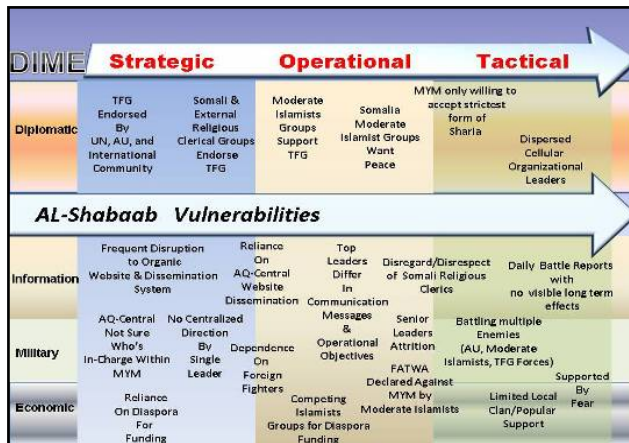 DIME
Strategic
Operational
Tactical
Diplomatic
TFG
Endorsed
By
UN, AU, and
International
Community
Somali &
External
Religious
Clerical Groups
Endorse
TFG
Moderate
Islamists
Groups
Support
TFG
Somalia
Moderate
Islamist Groups
Want
Peace
MYM only willing to
accept strictest
form of
Sharia
Dispersed
Cellular
Organizational
Leaders
AL-Shabaab Vulnerabilities
Information
Frequent Disruption
to Organic
Website & Dissemination
System
Reliance
On
AQ-Central
Website
Dissemination
Top
Leaders
Differ
In
Communication
Messages
&
Operational
Objectives
Disregard/Disrespect
of Somali Religious
Clerics
Daily Battle Reports
with
no visible long term
effects
Military
AQ-Central
Not Sure
Who's
In-Charge Within
MYM
No Centralized
Direction
By
Single
Leader
Dependence
On
Foreign
Fighters
Senior
Leaders
Attrition
FATWA
Declared Against
MYM by
Moderate Islamists
Battling multiple
Enemies
(AU, Moderate
Islamists, TFG Forces)
Supported
By
Fear
Economic
Reliance
On Diaspora
For
Funding
Competing
Islamists
Groups for Diaspora
Funding
Limited Local
Clan/Popular
Support